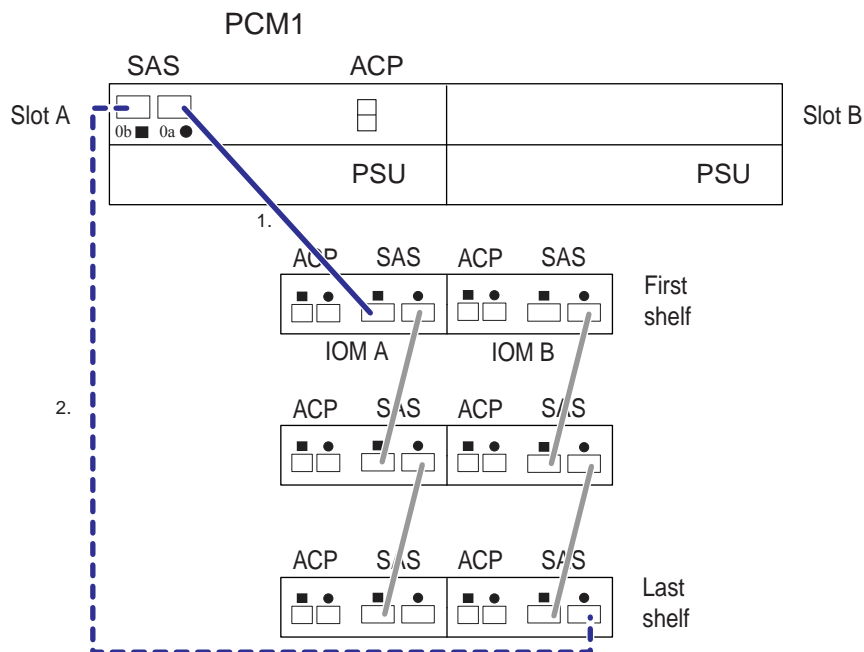 PCM1
SAS ACP
Slot A Slot B
0b ■ 0a ●
PSU PSU
1.
ACP SAS ACP SAS
First
shelf
IOM A IOM B
2.
ACP SAS ACP SAS
ACP SAS ACP SAS
Last
shelf